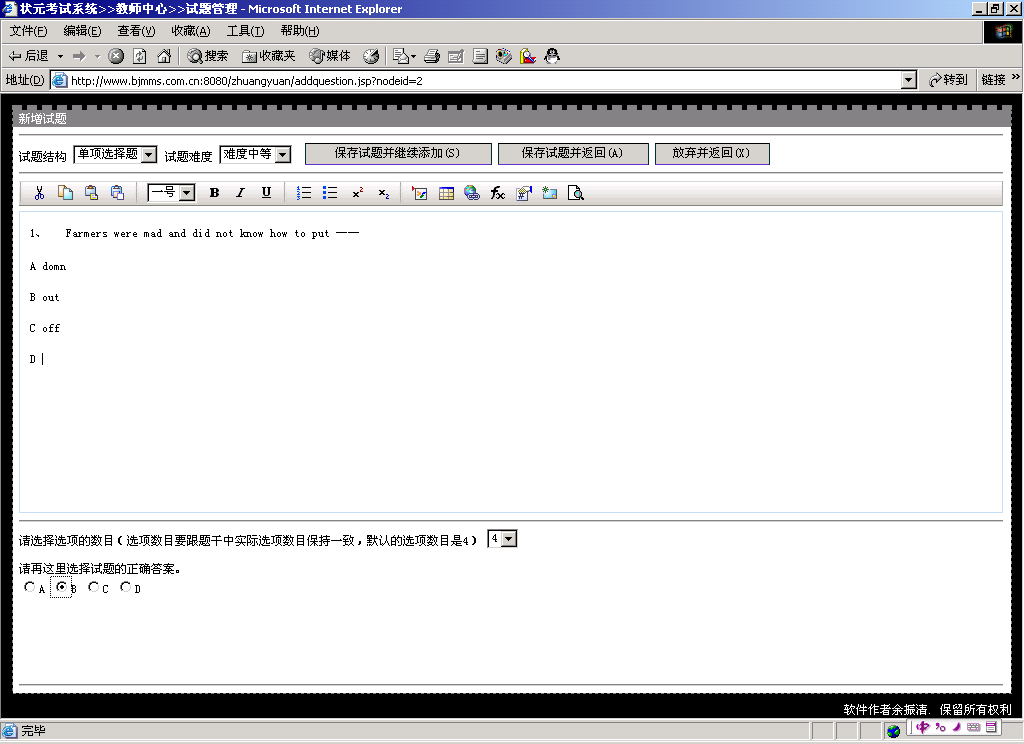 状元考试系统>>教师中心>>试题管理 - Microsoft Internet Explorer
文件(F) 编辑(E) 查看(V) 收藏(A) 工具(T) 帮助(H)
后退 搜索 收藏夹 媒体
地址(D) http://www.bjmms.com.cn:8080/zhuangyuan/addquestion.jsp?nodeid=2 转到 链接 »
新增试题
试题结构 单项选择题 试题难度 难度中等 保存试题并继续添加(S) 保存试题并返回(A) 放弃并返回(X)
一号 B I U x² x₂ fx
1、 Farmers were mad and did not know how to put ——
A domn
B out
C off
D
请选择选项的数目(选项数目要跟题干中实际选项数目保持一致,默认的选项数目是4) 4
请再这里选择试题的正确答案。
A B C D
软件作者余振清. 保留所有权利
完毕 中